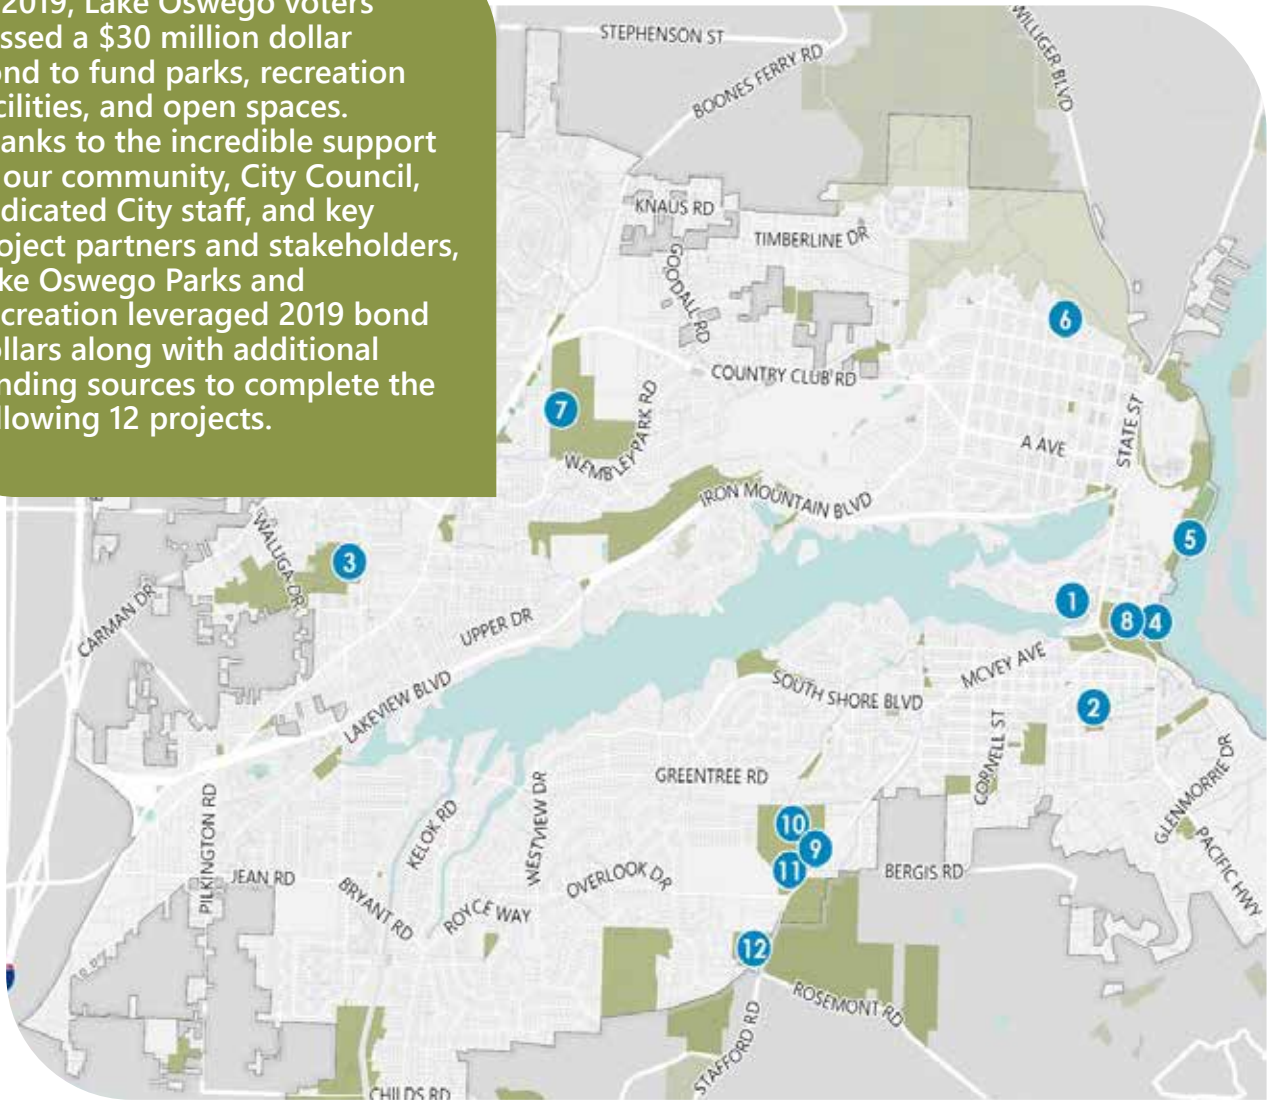 2019, Lake Oswego voters
ssed a $30 million dollar
ond to fund parks, recreation
cilities, and open spaces.
anks to the incredible support
our community, City Council,
dicated City staff, and key
oject partners and stakeholders,
ke Oswego Parks and
creation leveraged 2019 bond
ollars along with additional
nding sources to complete the
llowing 12 projects.
STEPHENSON ST
BOONES FERRY RD
WILLIGER BLVD
KNAUS RD
TIMBERLINE DR
GOODALL RD
6
COUNTRY CLUB RD
7
WEMBLEY PARK RD
STATE ST
A AVE
IRON MOUNTAIN BLVD
WALUGA DR
3
5
CARMAN DR
UPPER DR
1
8
4
MCVEY AVE
LAKEVIEW BLVD
SOUTH SHORE BLVD
2
CORNELL ST
GREENTREE RD
GLENMORRIE DR
PILKINGTON RD
KELOK RD
WESTVIEW DR
10
9
11
JEAN RD
BRYANT RD
ROYCE WAY
OVERLOOK DR
BERGIS RD
PACIFIC HWY
12
ROSEMONT RD
STAFFORD RD
CHILDS RD